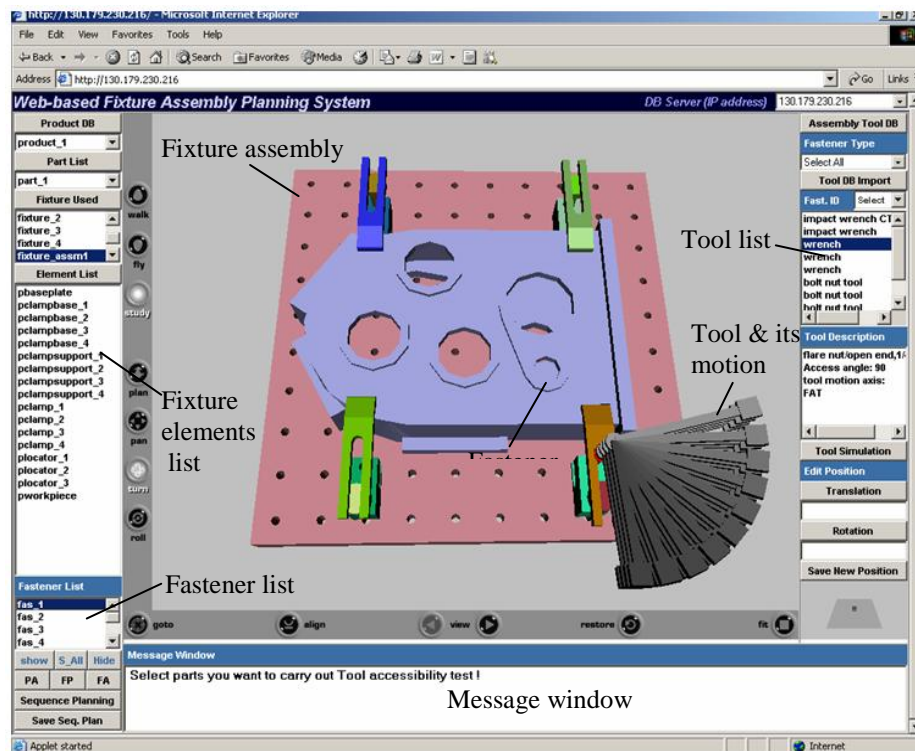 http://130.179.230.216/ - Microsoft Internet Explorer
File Edit View Favorites Tools Help
Back Search Favorites Media
Address http://130.179.230.216 Go Links
Web-based Fixture Assembly Planning System DB Server (IP address) 130.179.230.216
Product DB
product_1
Part List
part_1
Fixture Used
fixture_2
fixture_3
fixture_4
fixture_assm1
Element List
pbaseplate
pclampbase_1
pclampbase_2
pclampbase_3
pclampbase_4
pclampsupport_1
pclampsupport_2
pclampsupport_3
pclampsupport_4
pclamp_1
pclamp_2
pclamp_3
pclamp_4
plocator_1
plocator_2
plocator_3
pworkpiece
Fastener List
fas_1
fas_2
fas_3
fas_4
show S_All Hide
PA FP FA
Sequence Planning
Save Seq. Plan
walk
fly
study
plan
pan
turn
roll
Fixture assembly
Fixture
elements
list
Fastener list
Fastener
Tool list
Tool & its
motion
goto align view restore fit
Message Window
Select parts you want to carry out Tool accessibility test !
Message window
Assembly Tool DB
Fastener Type
Select All
Tool DB Import
Fast. ID Select
impact wrench CT
impact wrench
wrench
wrench
wrench
bolt nut tool
bolt nut tool
bolt nut tool
Tool Description
flare nut/open end,1/
Access angle: 90
tool motion axis:
FAT
Tool Simulation
Edit Position
Translation
Rotation
Save New Position
Applet started Internet